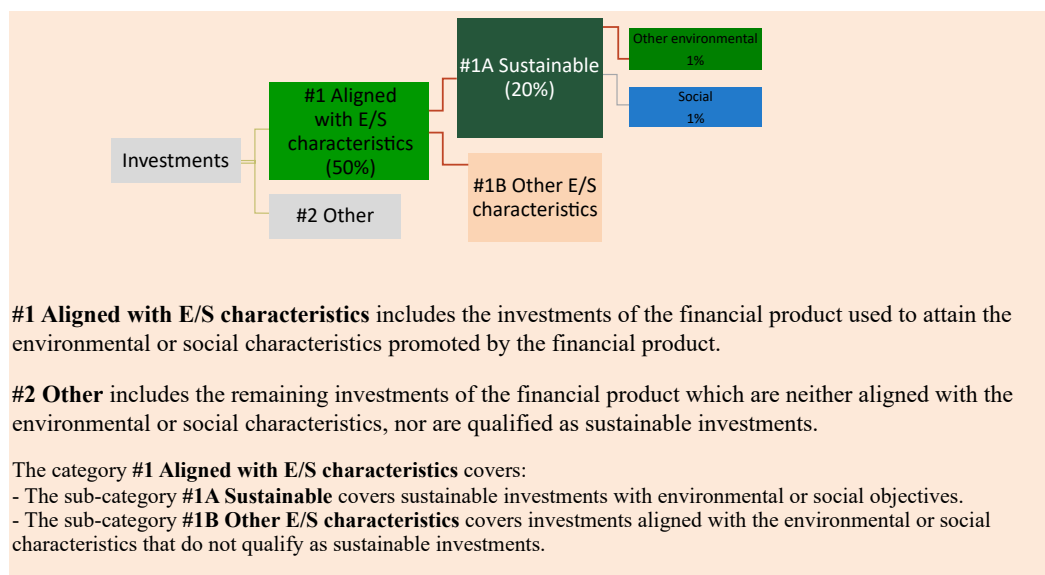 Investments
#1 Aligned
with E/S
characteristics
(50%)
#2 Other
#1A Sustainable
(20%)
#1B Other E/S
characteristics
Other environmental
1%
Social
1%
#1 Aligned with E/S characteristics includes the investments of the financial product used to attain the
environmental or social characteristics promoted by the financial product.
#2 Other includes the remaining investments of the financial product which are neither aligned with the
environmental or social characteristics, nor are qualified as sustainable investments.
The category #1 Aligned with E/S characteristics covers:
- The sub-category #1A Sustainable covers sustainable investments with environmental or social objectives.
- The sub-category #1B Other E/S characteristics covers investments aligned with the environmental or social
characteristics that do not qualify as sustainable investments.